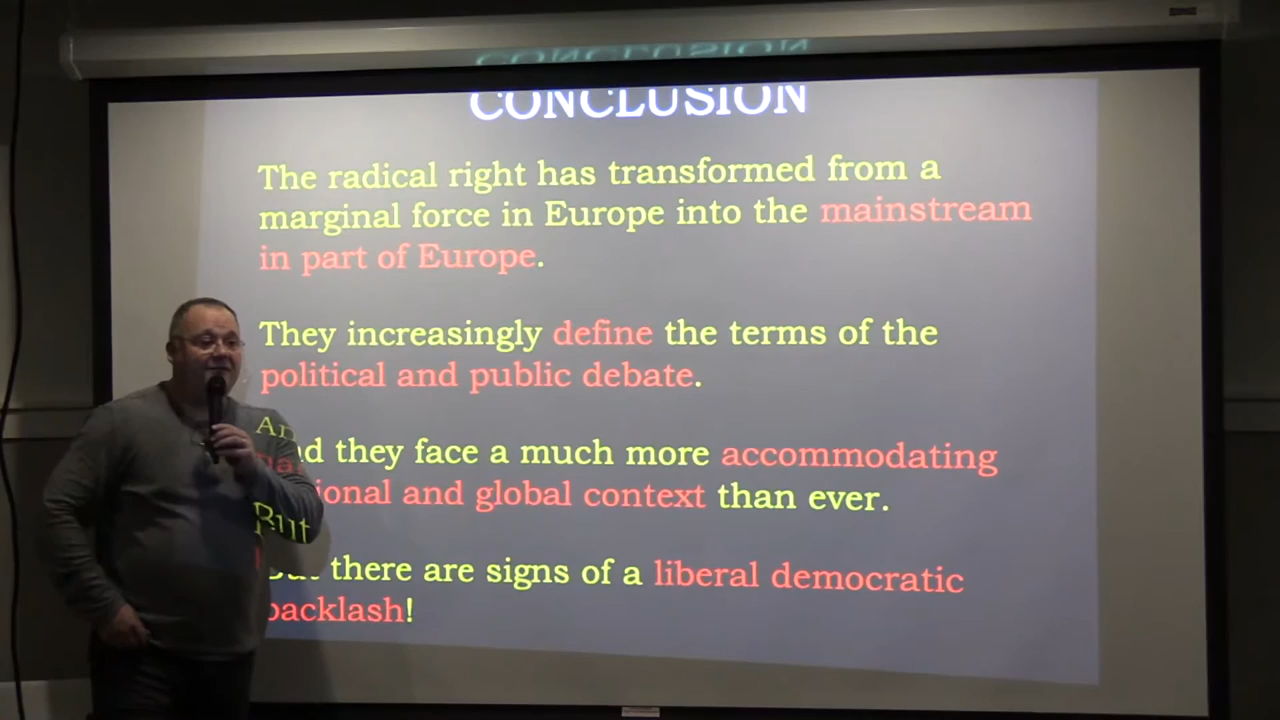 CONCLUSION
The radical right has transformed from a
marginal force in Europe into the mainstream
in part of Europe.
They increasingly define the terms of the
political and public debate.
And they face a much more accommodating
national and global context than ever.
But there are signs of a liberal democratic
backlash!